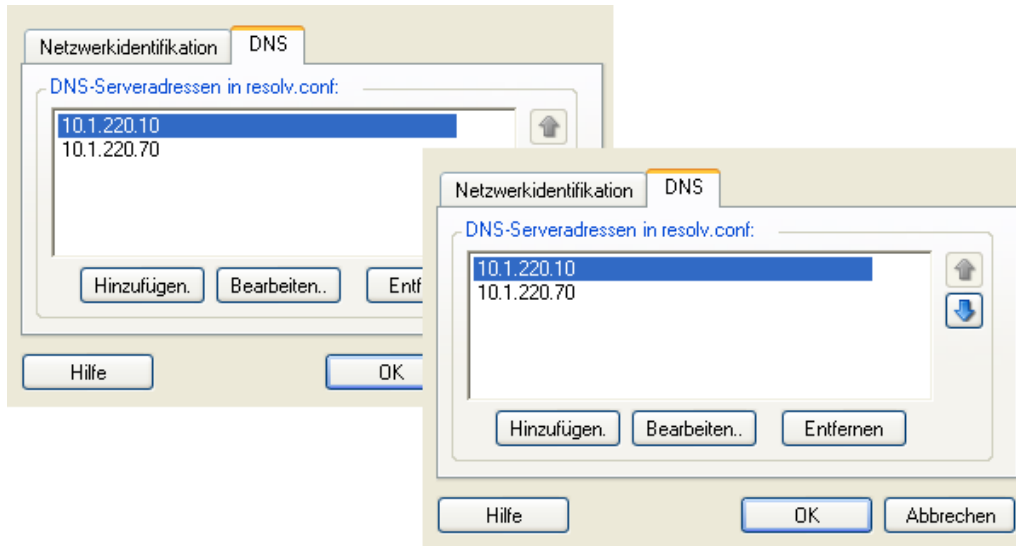 Netzwerkidentifikation DNS
DNS-Serveradressen in resolv.conf:
10.1.220.10
10.1.220.70
Hinzufügen. Bearbeiten.. Entf
Hilfe OK
Netzwerkidentifikation DNS
DNS-Serveradressen in resolv.conf:
10.1.220.10
10.1.220.70
Hinzufügen. Bearbeiten.. Entfernen
Hilfe OK Abbrechen